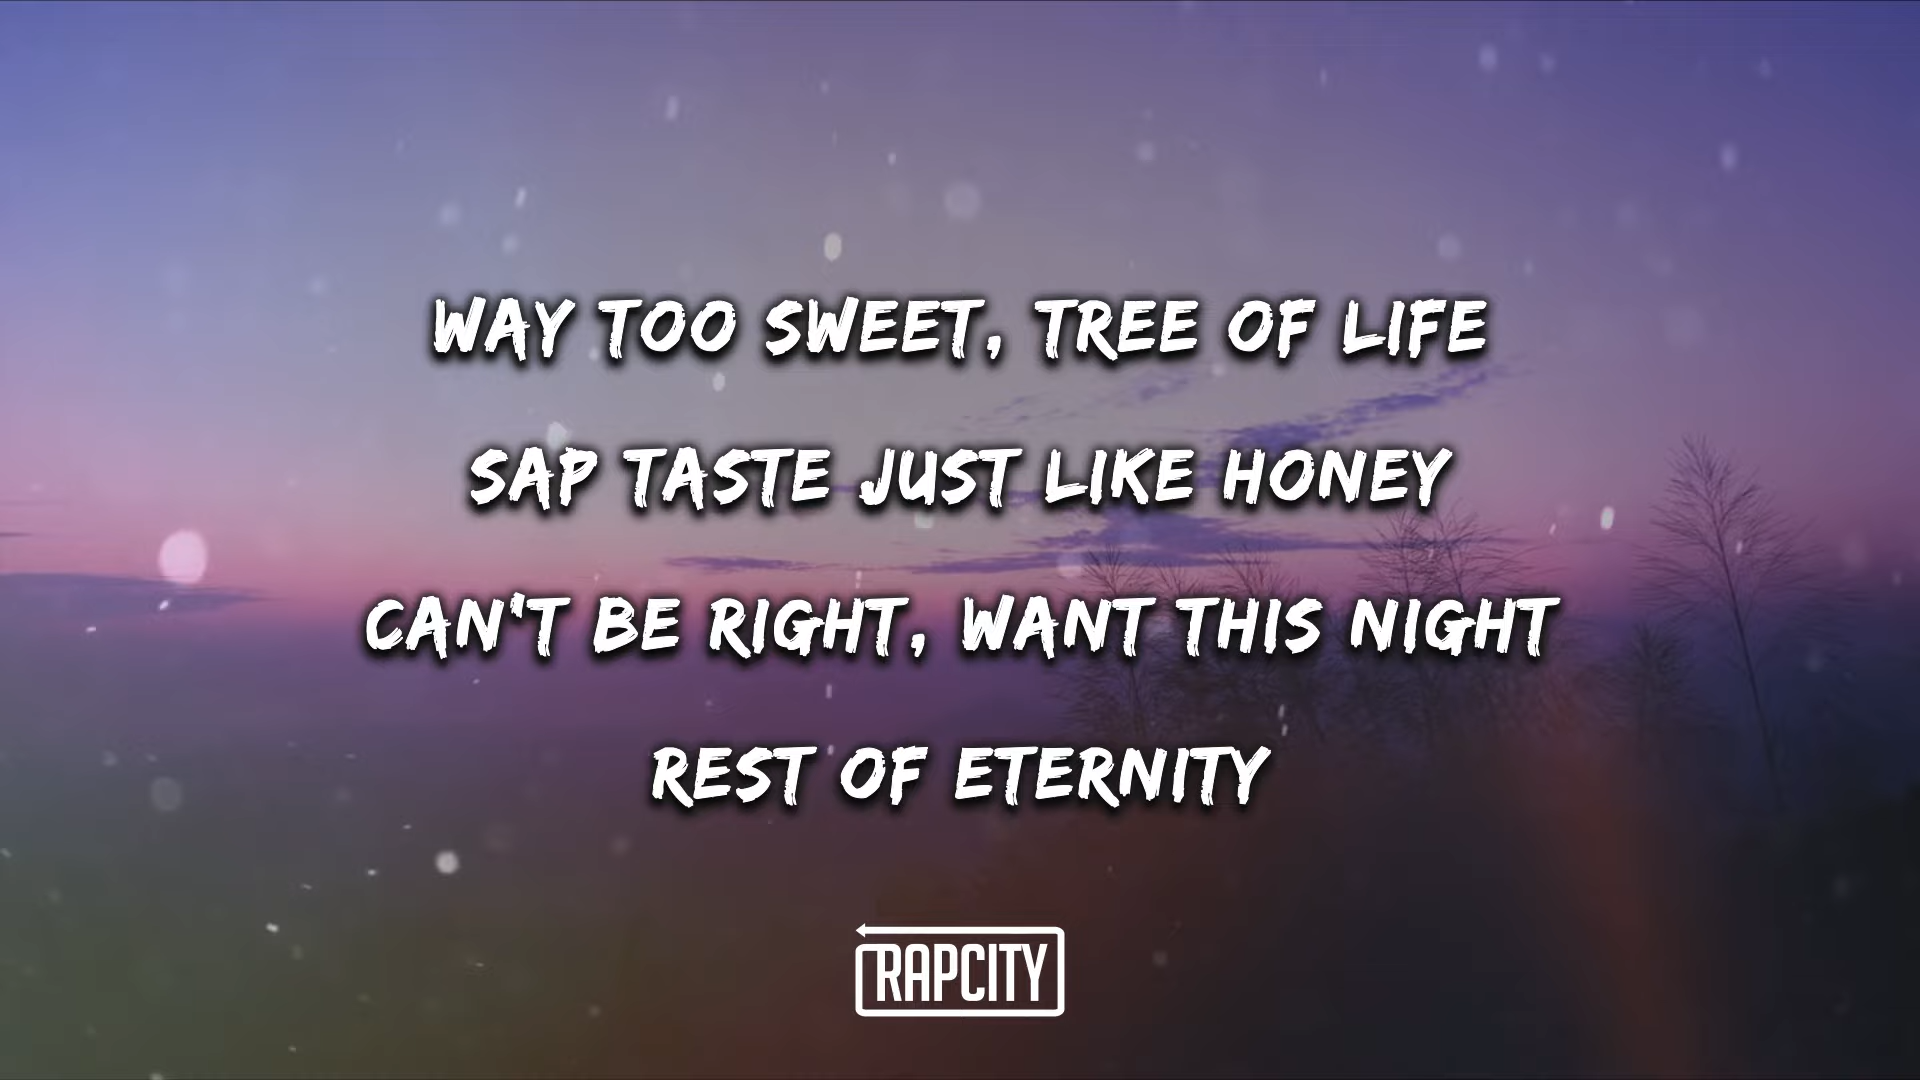 WAY TOO SWEET, TREE OF LIFE
SAP TASTE JUST LIKE HONEY
CAN'T BE RIGHT, WANT THIS NIGHT
REST OF ETERNITY
RAPCITY